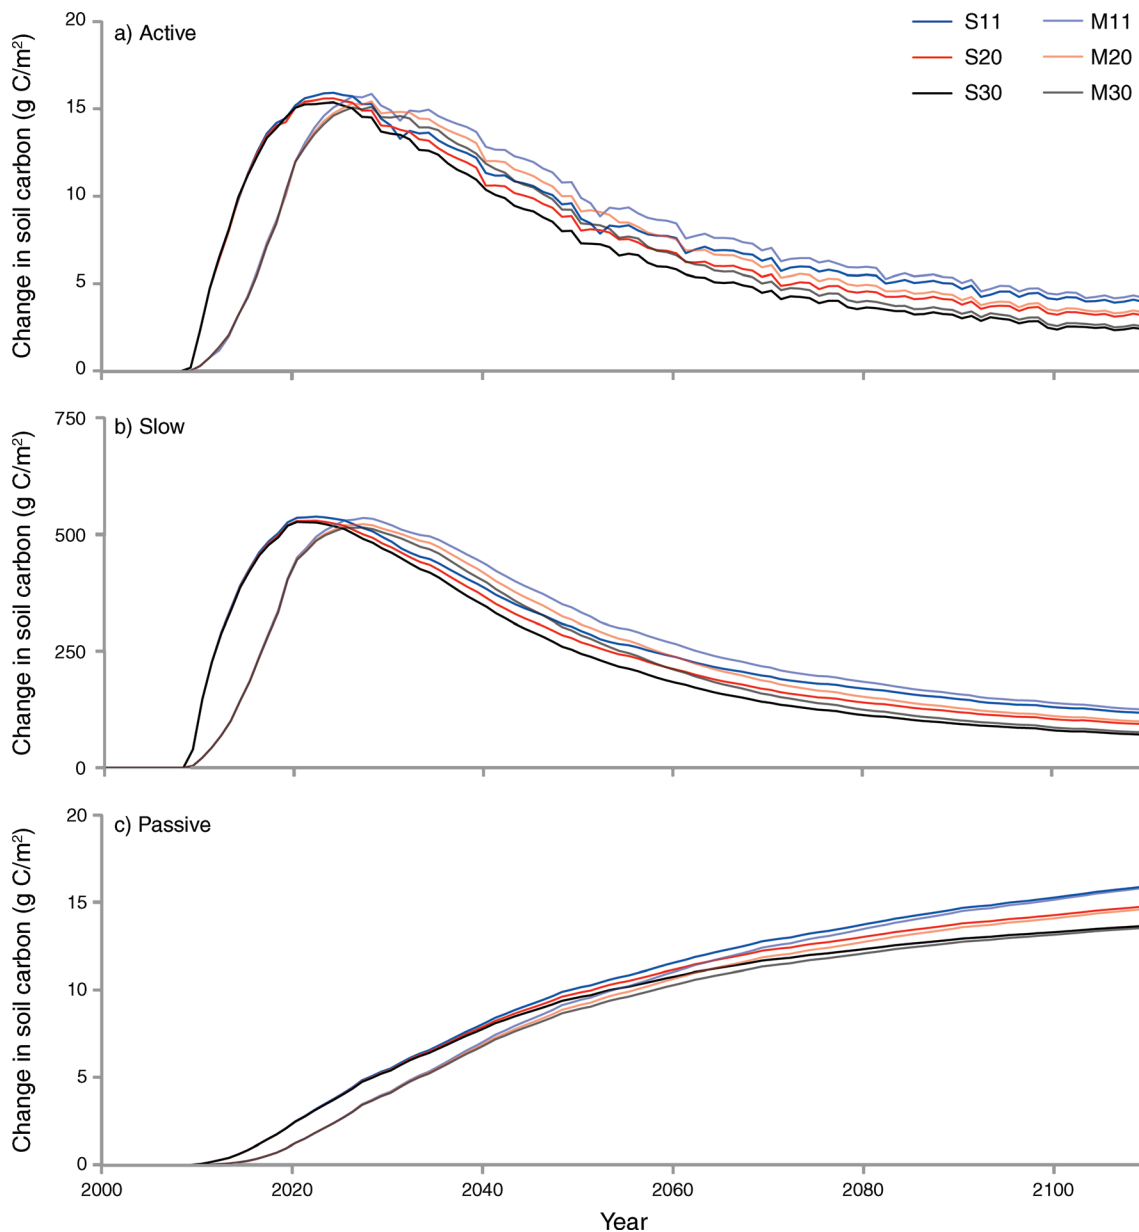 a) Active
S11
M11
S20
M20
S30
M30
Change in soil carbon (g C/m²)
20
15
10
5
0
2000
2020
2040
2060
2080
2100
b) Slow
Change in soil carbon (g C/m²)
750
500
250
0
c) Passive
Change in soil carbon (g C/m²)
20
15
10
5
0
Year